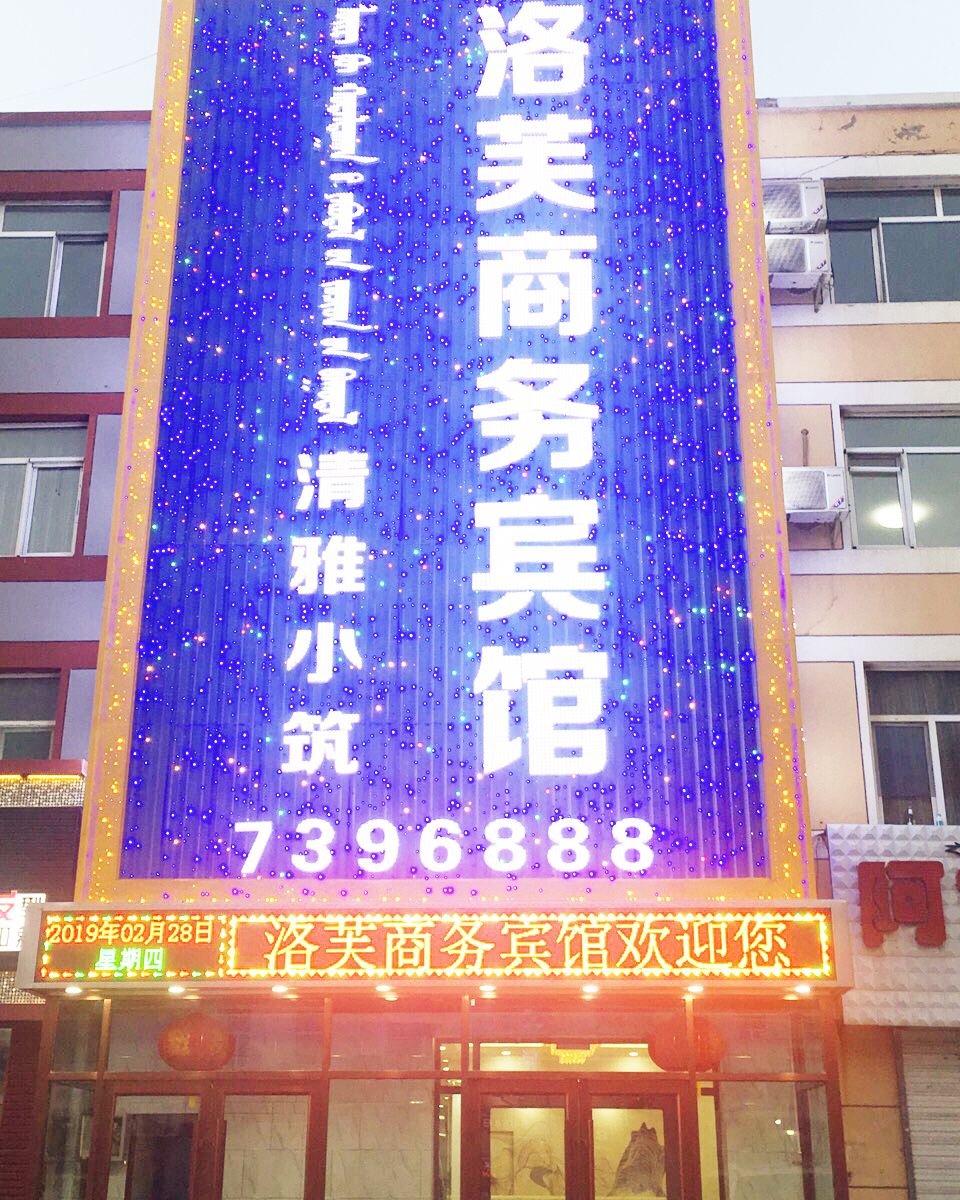 洛芙商务宾馆
清雅小筑
7396888
2019年02月28日
星期四
洛芙商务宾馆欢迎您
阿